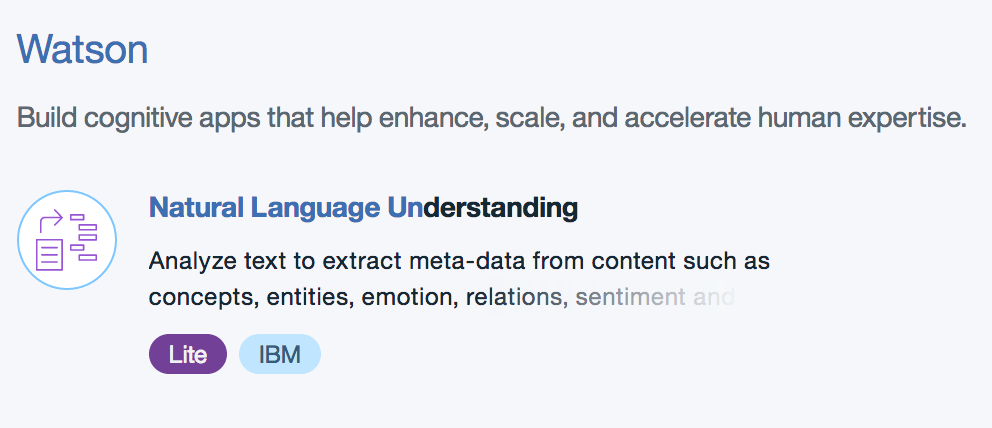 Watson
Build cognitive apps that help enhance, scale, and accelerate human expertise.
Natural Language Understanding
Analyze text to extract meta-data from content such as
concepts, entities, emotion, relations, sentiment and
Lite
IBM